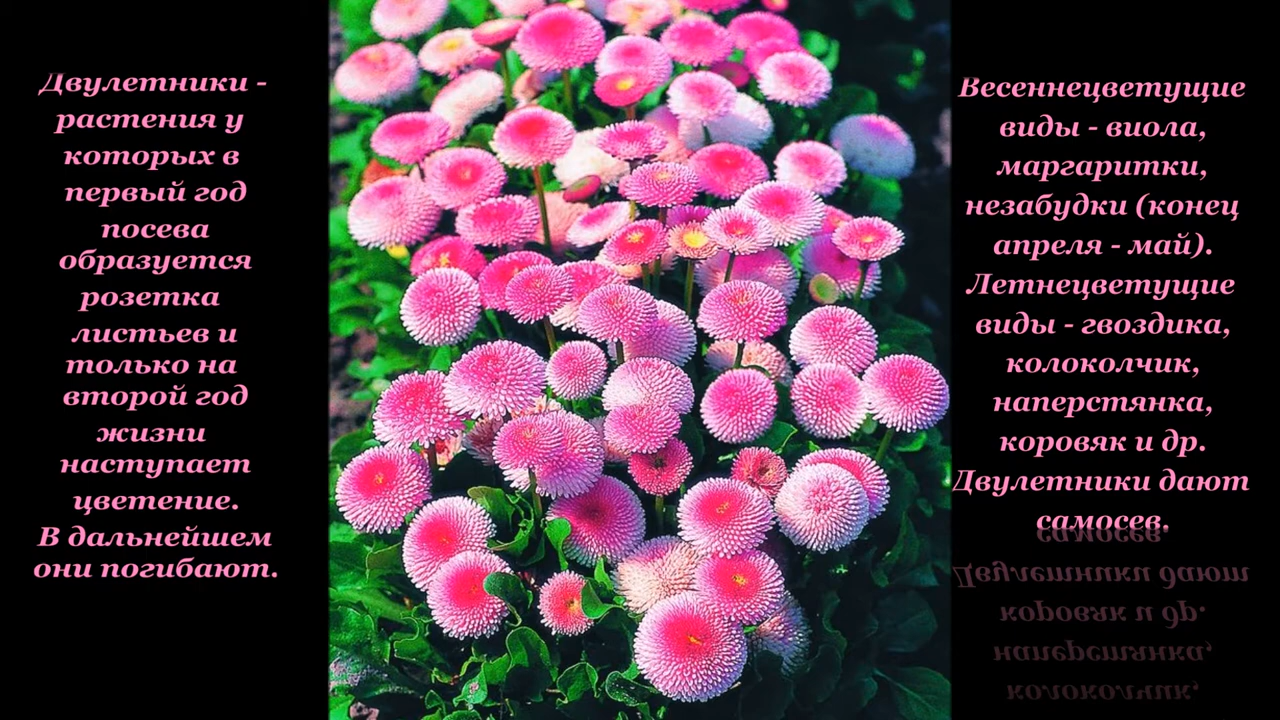 Двулетники -
растения у
которых в
первый год
посева
образуется
розетка
листьев и
только на
второй год
жизни
наступает
цветение.
В дальнейшем
они погибают.
Весеннецветущие
виды - виола,
маргаритки,
незабудки (конец
апреля - май).
Летнецветущие
виды - гвоздика,
колоколчик,
наперстянка,
коровяк и др.
Двулетники дают
самосев.